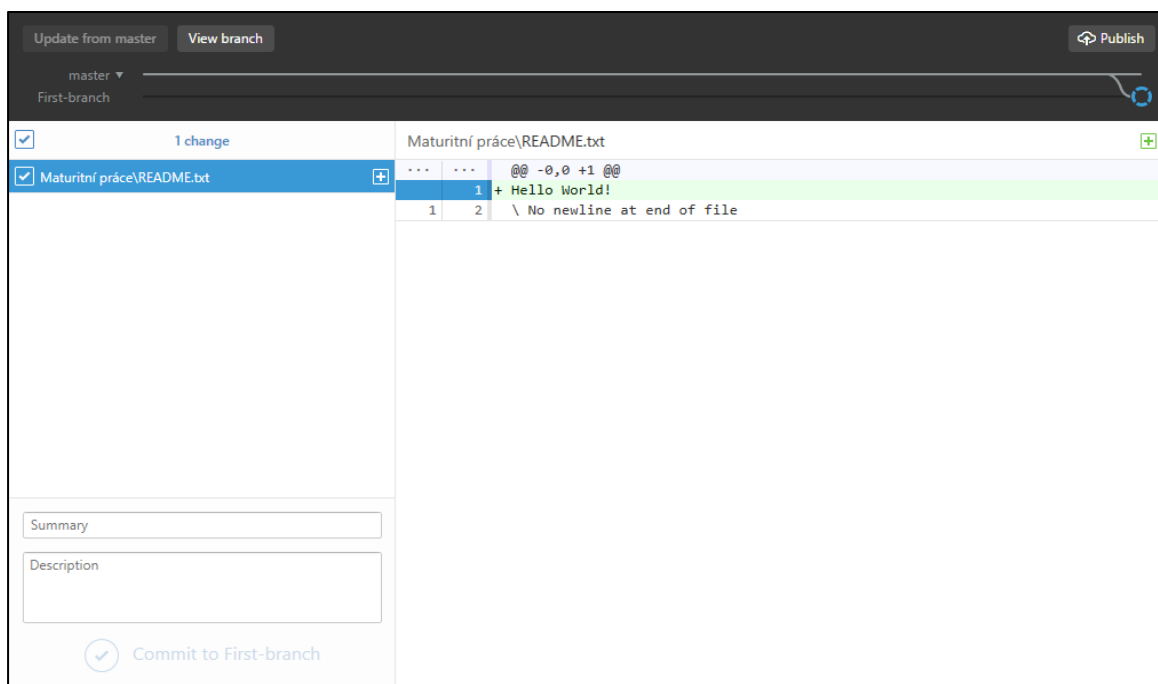 Update from master View branch Publish
master
First-branch
1 change
Maturitní práce\README.txt
Summary
Description
Commit to First-branch
Maturitní práce\README.txt
... ... @@ -0,0 +1 @@
1 + Hello World!
1 2 \ No newline at end of file